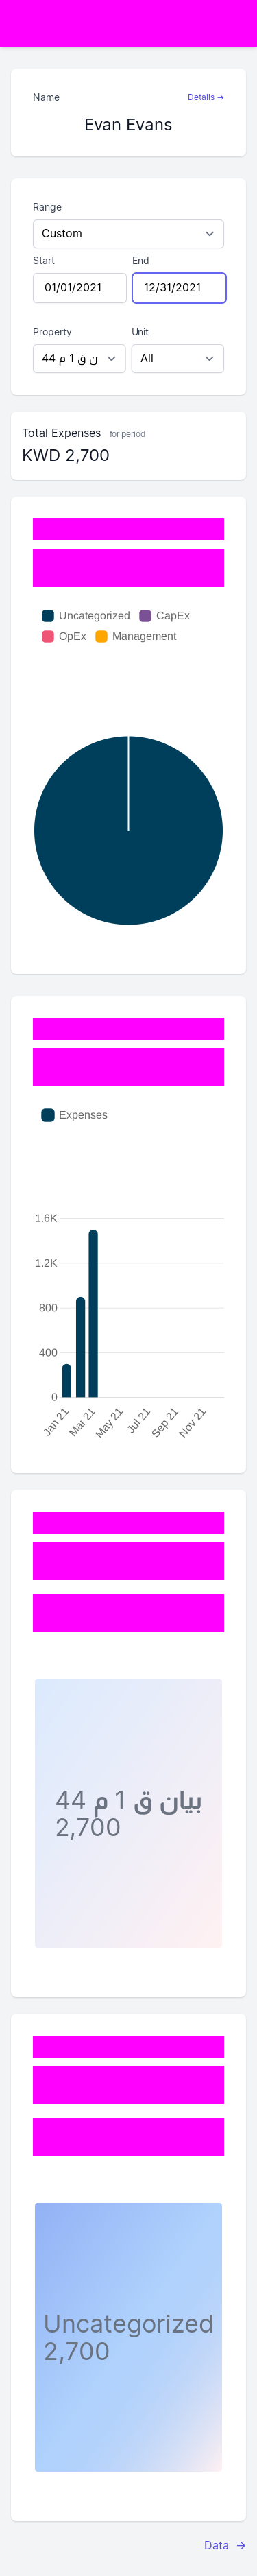 Name
Details →
Evan Evans
Range
Custom
Start
End
01/01/2021
12/31/2021
Property
Unit
ن ق 1 م 44
All
Total Expenses for period
KWD 2,700
Uncategorized
CapEx
OpEx
Management
Expenses
1.6K
1.2K
800
400
0
Jan 21
Mar 21
May 21
Jul 21
Sep 21
Nov 21
بيان ق 1 م 44
2,700
Uncategorized
2,700
Data →